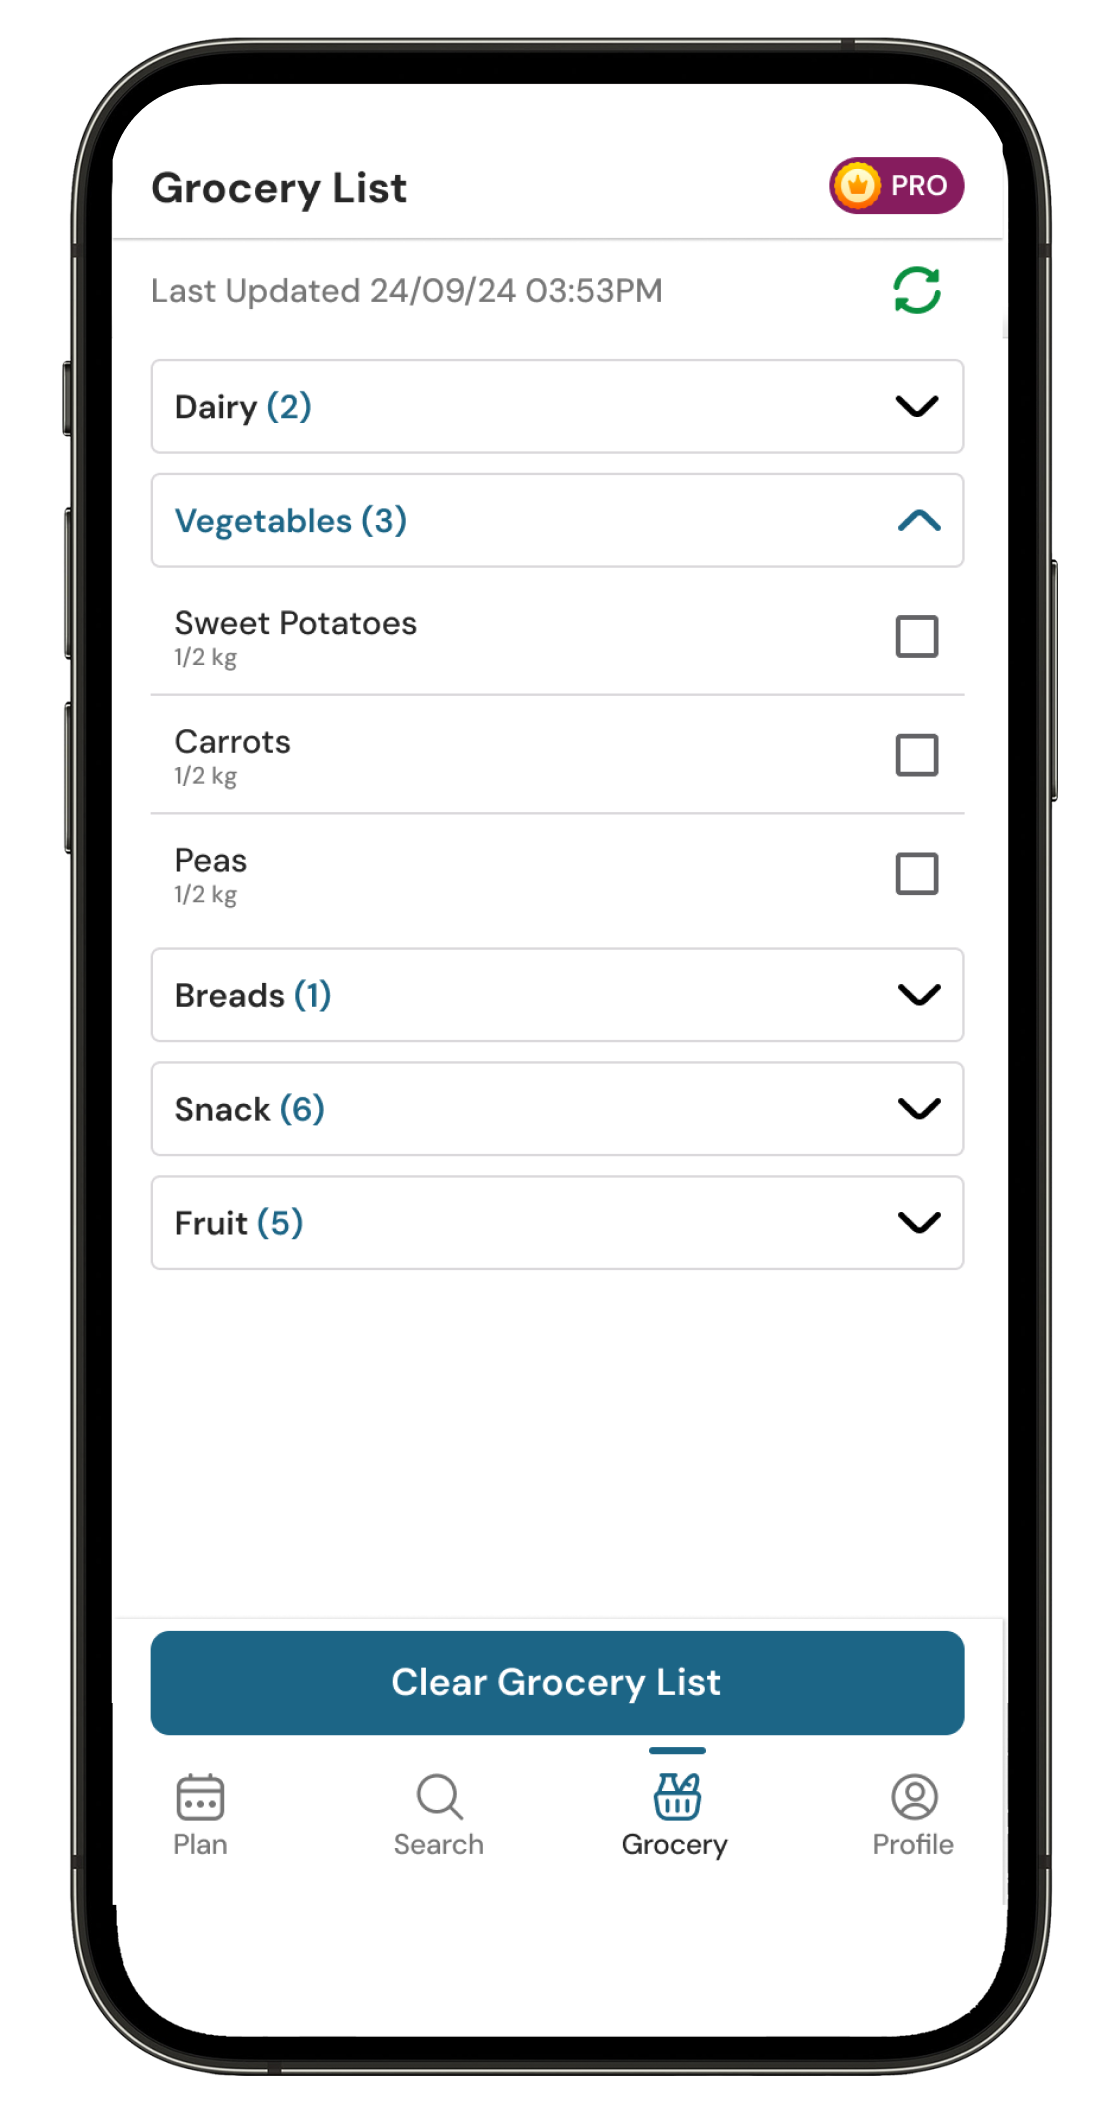 Grocery List
PRO
Last Updated 24/09/24 03:53PM
Dairy (2)
Vegetables (3)
Sweet Potatoes
1/2 kg
Carrots
1/2 kg
Peas
1/2 kg
Breads (1)
Snack (6)
Fruit (5)
Clear Grocery List
Plan
Search
Grocery
Profile